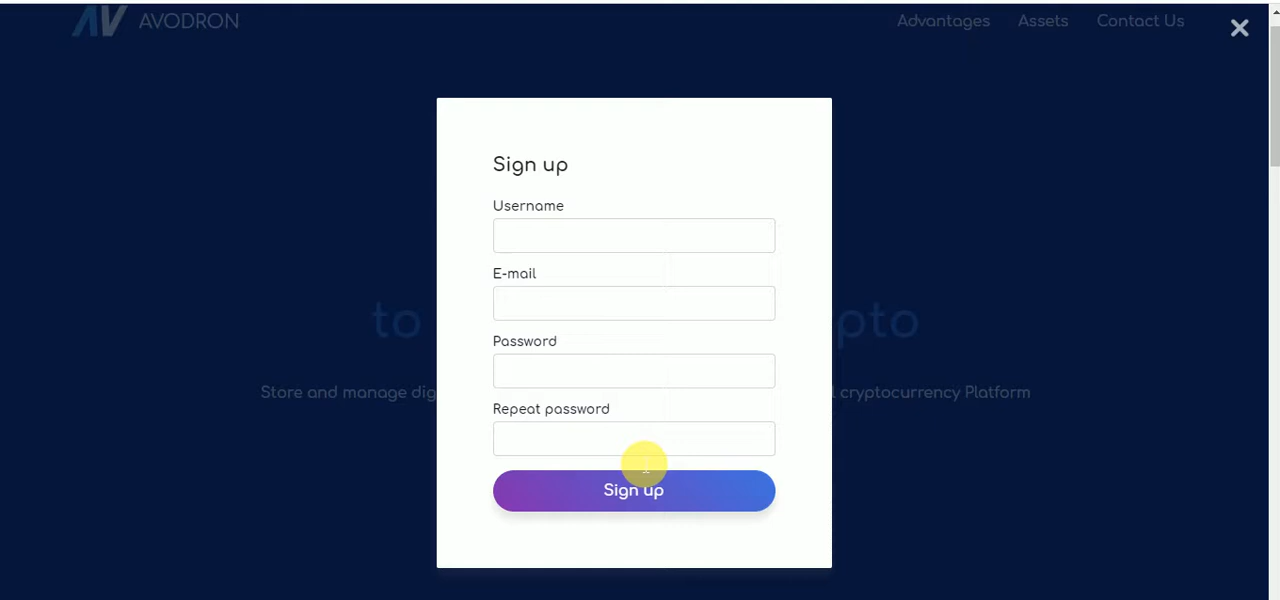 AVODRON
Advantages Assets Contact Us
Sign up
Username
E-mail
to pto
Password
Store and manage dig l cryptocurrency Platform
Repeat password
Sign up